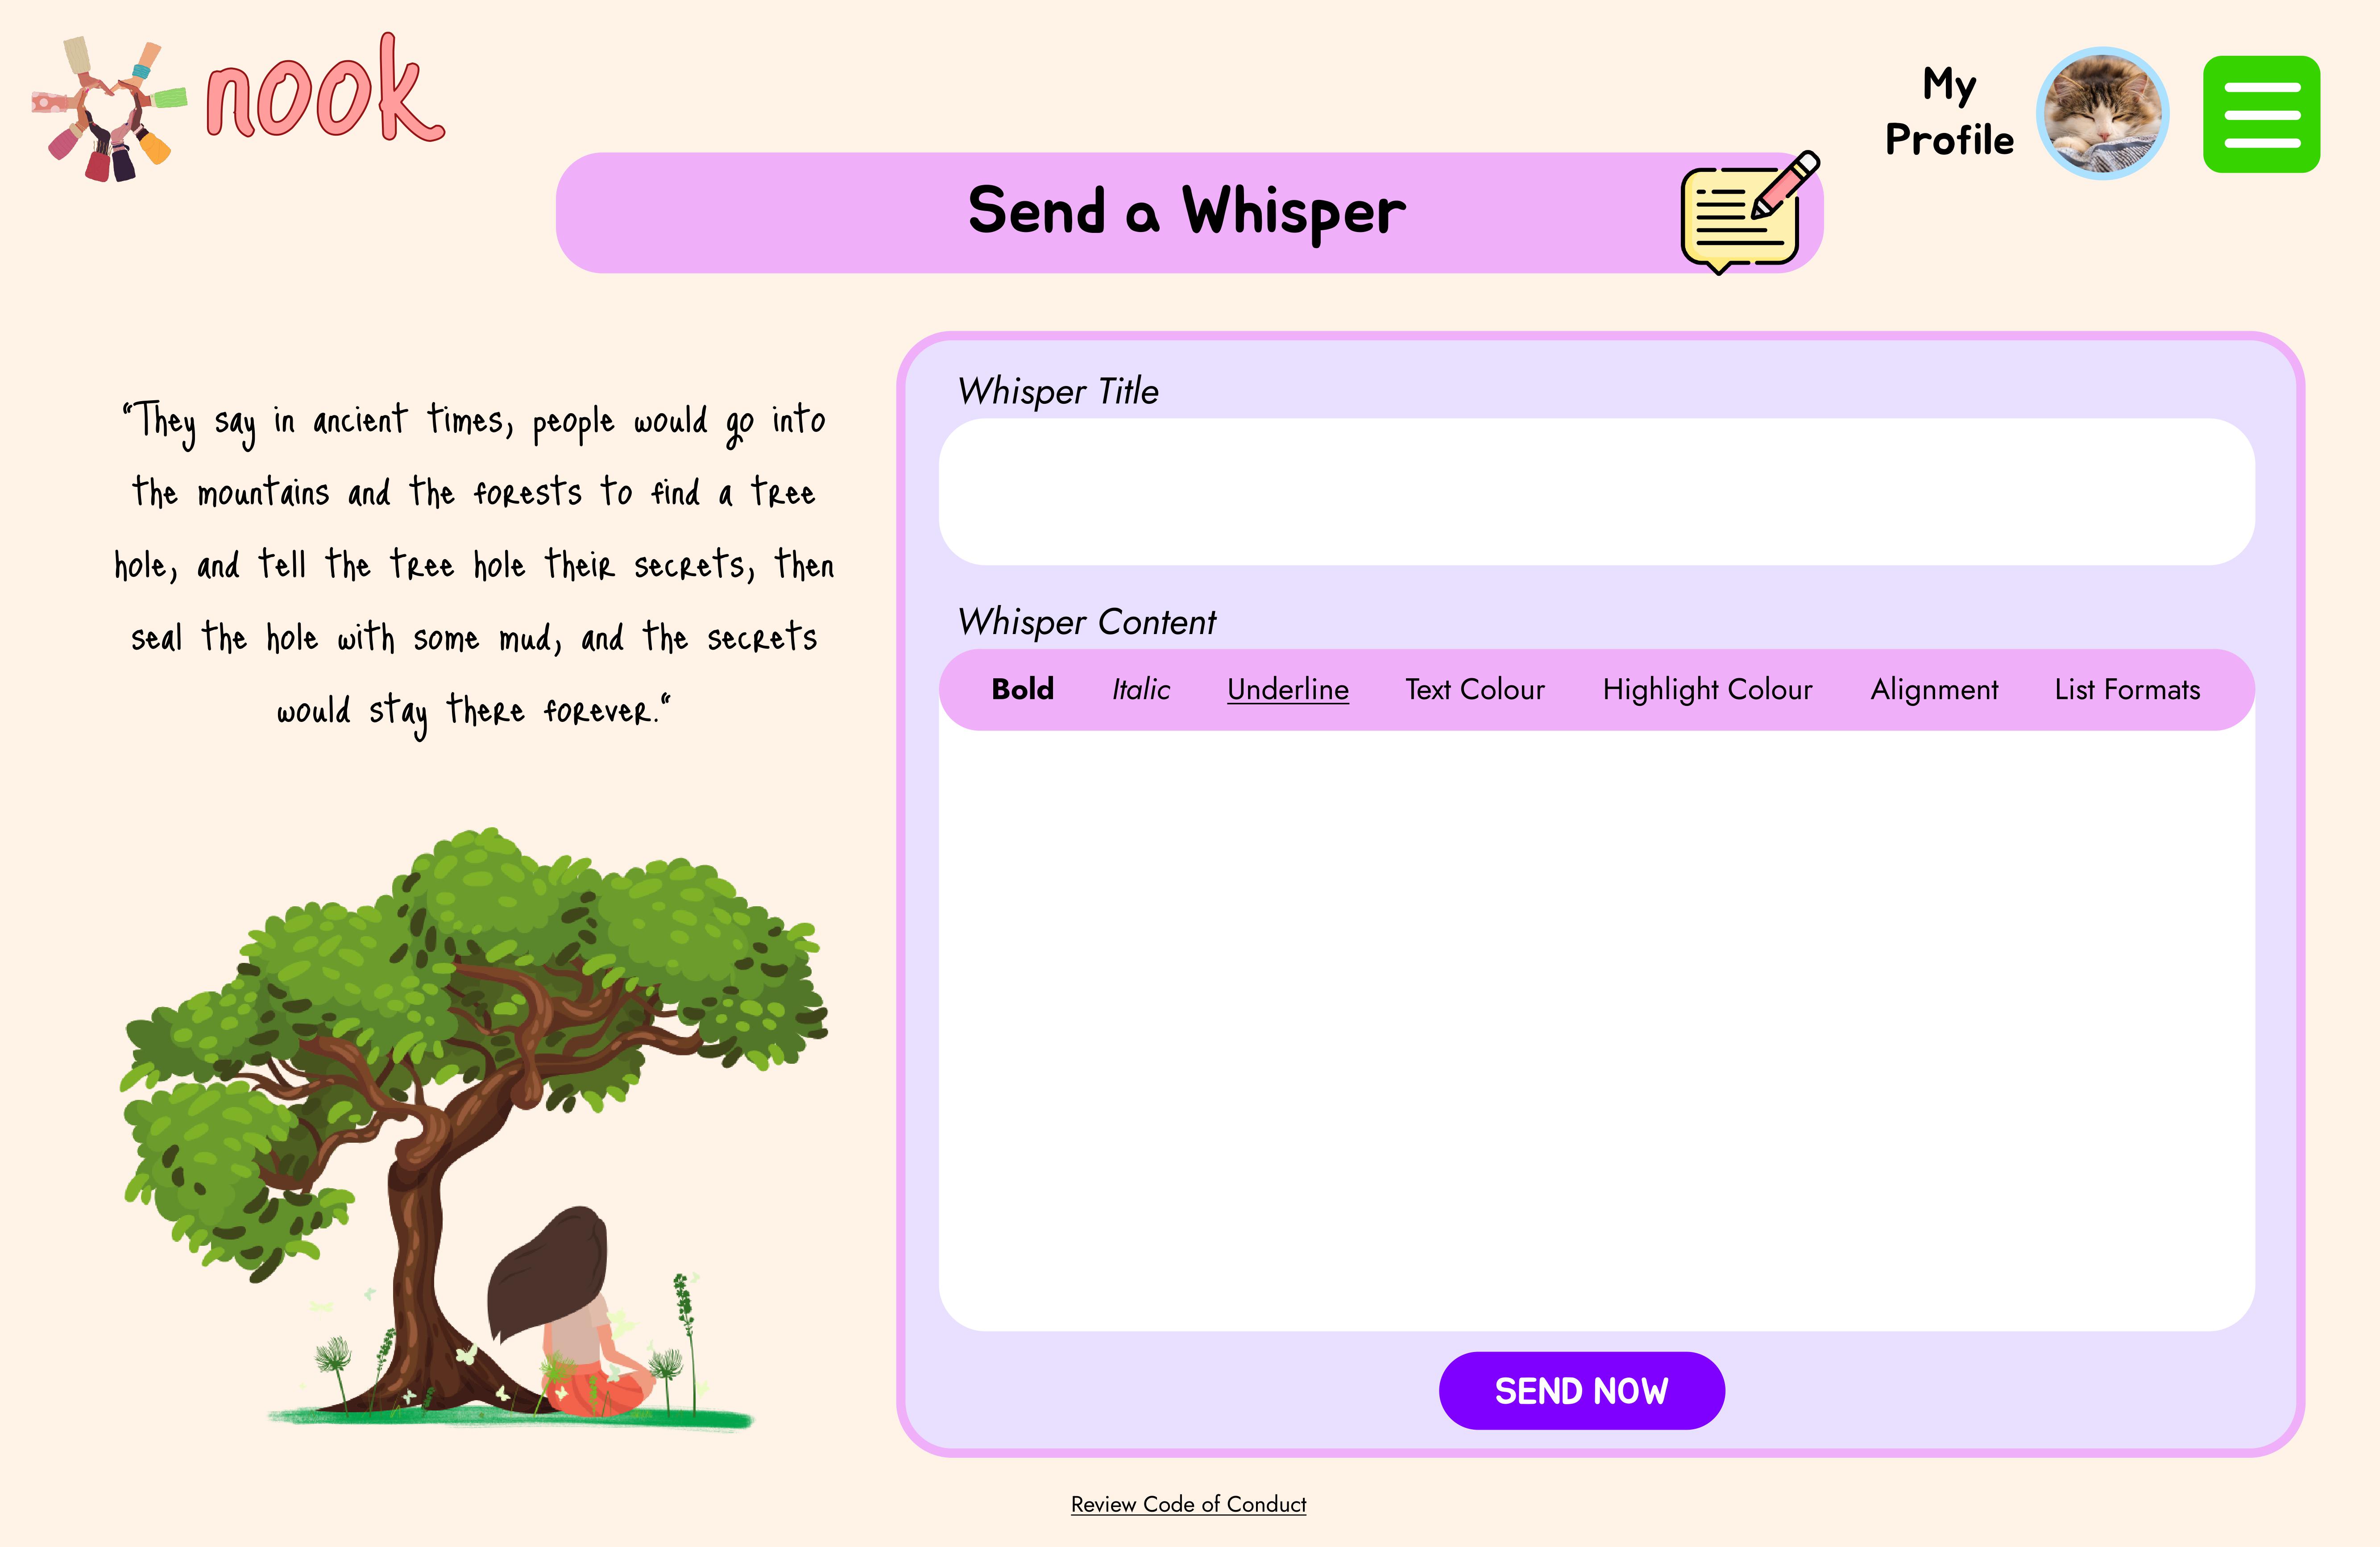 nook
My
Profile
Send a Whisper
“They say in ancient times, people would go into
the mountains and the forests to find a tree
hole, and tell the tree hole their secrets, then
seal the hole with some mud, and the secrets
would stay there forever.“
Whisper Title
Whisper Content
Bold Italic Underline Text Colour Highlight Colour Alignment List Formats
SEND NOW
Review Code of Conduct